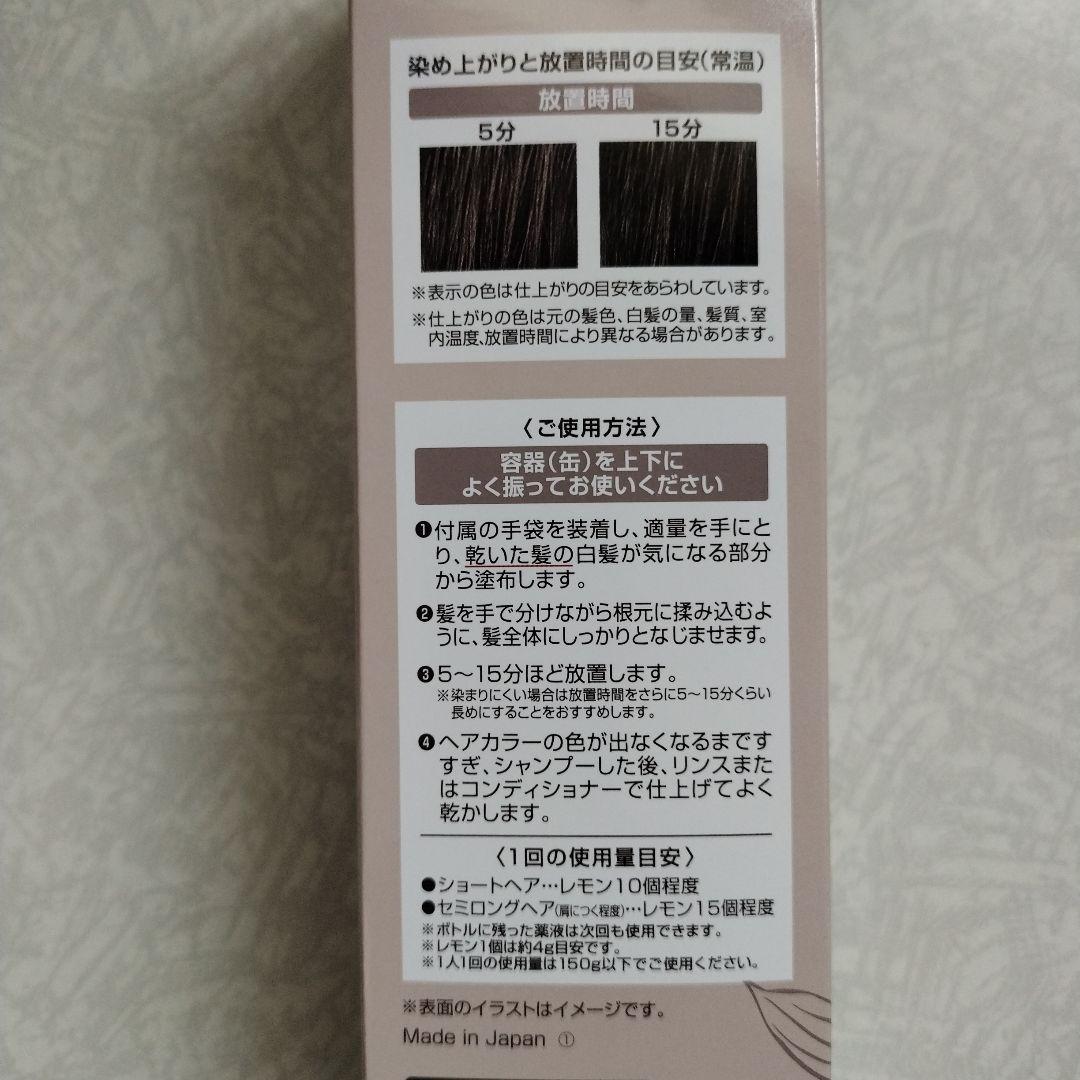 染め上がりと放置時間の目安(常温)
放置時間
5分 15分
※表示の色は仕上がりの目安をあらわしています。
※仕上がりの色は元の髪色、白髪の量、髪質、室
内温度、放置時間により異なる場合があります。
〈ご使用方法〉
容器(缶)を上下に
よく振ってお使いください
❶付属の手袋を装着し、適量を手にと
り、乾いた髪の白髪が気になる部分
から塗布します。
❷髪を手で分けながら根元に揉み込むよ
うに、髪全体にしっかりとなじませます。
❸5〜15分ほど放置します。
※染まりにくい場合は放置時間をさらに5〜15分くらい
長めにすることをおすすめします。
❹ヘアカラーの色が出なくなるまです
すぎ、シャンプーした後、リンスまた
はコンディショナーで仕上げてよく
乾かします。
〈1回の使用量目安〉
●ショートヘア…レモン10個程度
●セミロングヘア(肩につく程度)…レモン15個程度
※ボトルに残った薬液は次回も使用できます。
※レモン1個は約4g目安です。
※1人1回の使用量は150g以下でご使用ください。
※表面のイラストはイメージです。
Made in Japan ①